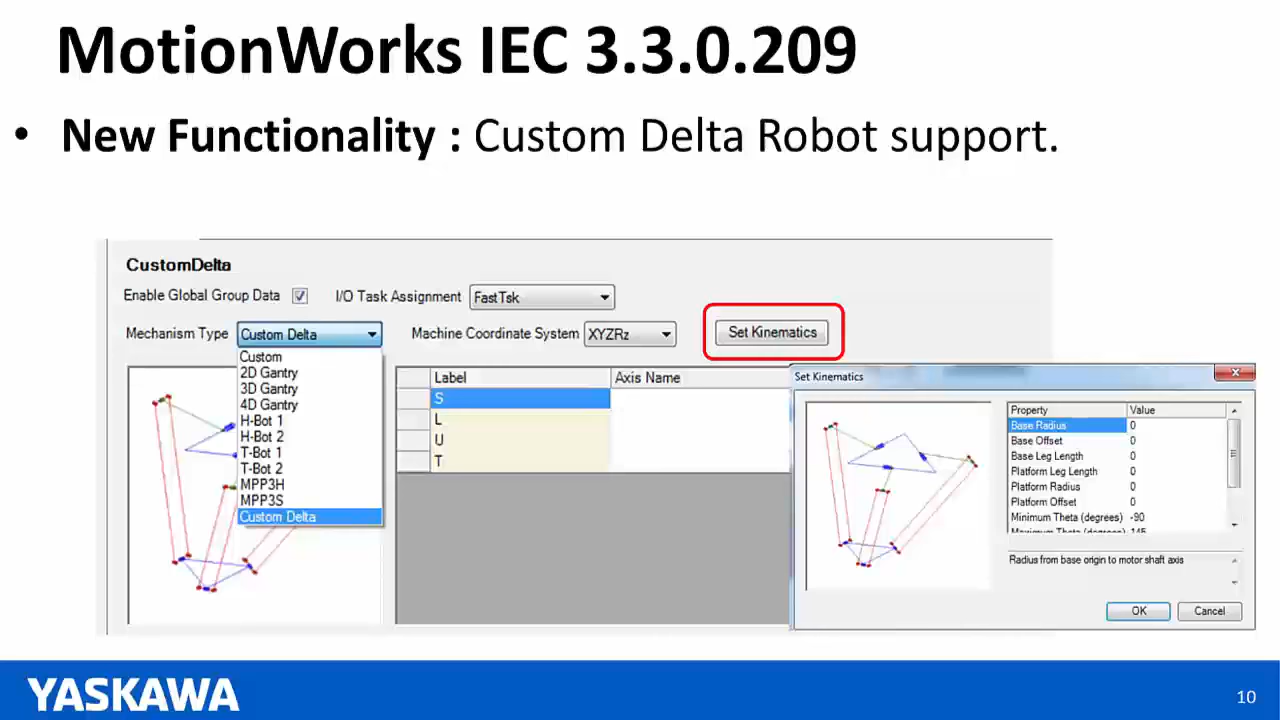 MotionWorks IEC 3.3.0.209
• New Functionality : Custom Delta Robot support.
CustomDelta
Enable Global Group Data
I/O Task Assignment FastTsk
Mechanism Type Custom Delta
Machine Coordinate System XYZRz
Set Kinematics
Custom
2D Gantry
3D Gantry
4D Gantry
H-Bot 1
H-Bot 2
T-Bot 1
T-Bot 2
MPP3H
MPP3S
Custom Delta
Label Axis Name
S
L
U
T
Set Kinematics
Property Value
Base Radius 0
Base Offset 0
Base Leg Length 0
Platform Leg Length 0
Platform Radius 0
Platform Offset 0
Minimum Theta (degrees) -90
Maximum Theta (degrees) 145
Radius from base origin to motor shaft axis
OK Cancel
YASKAWA
10